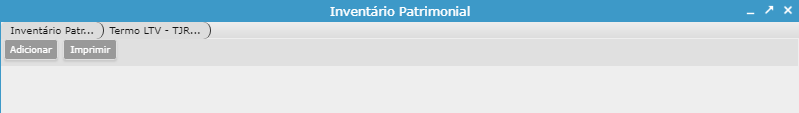 Inventário Patrimonial
Inventário Patr... Termo LTV - TJR...
Adicionar Imprimir